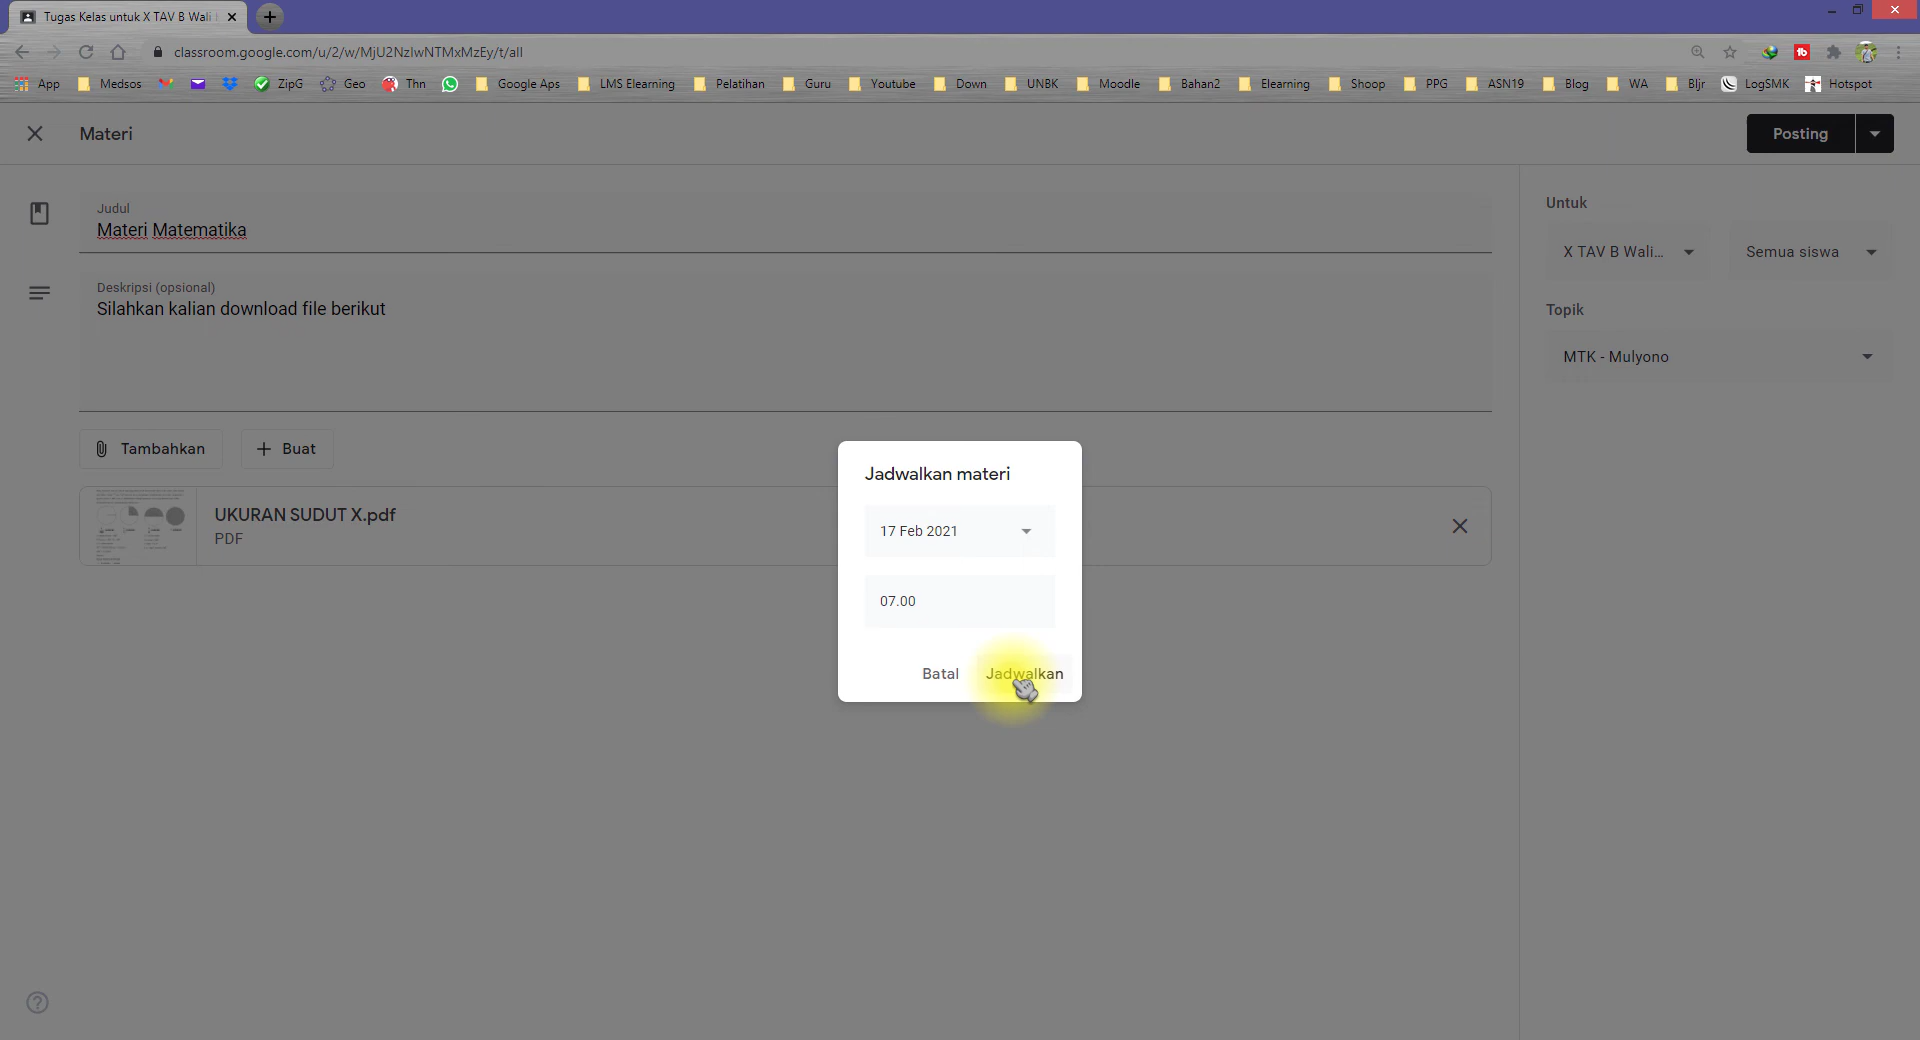 Tugas Kelas untuk X TAV B Wali
classroom.google.com/u/2/w/MjU2NzIwNTMxMzEy/t/all
App Medsos ZipG Geo Thn Google Aps LMS Elearning Pelatihan Guru Youtube Down UNBK Moodle Bahan2 Elearning Shoop PPG ASN19 Blog WA Bljr LogSMK Hotspot
Materi
Posting
Judul
Materi Matematika
Deskripsi (opsional)
Silahkan kalian download file berikut
Tambahkan
Buat
UKURAN SUDUT X.pdf
PDF
Untuk
X TAV B Wali...
Semua siswa
Topik
MTK - Mulyono
Jadwalkan materi
17 Feb 2021
07.00
Batal Jadwalkan